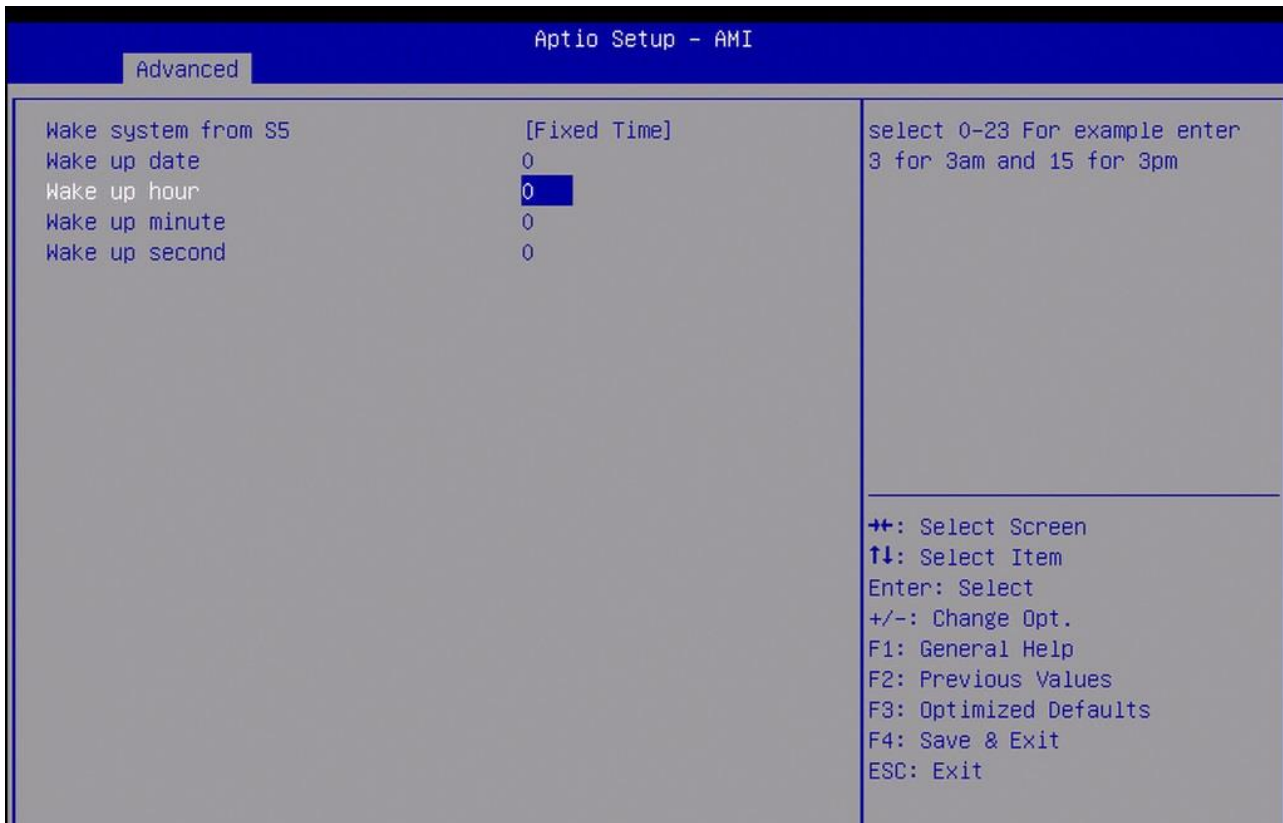 Aptio Setup – AMI
Advanced
Wake system from S5 [Fixed Time]
Wake up date 0
Wake up hour 0
Wake up minute 0
Wake up second 0
select 0-23 For example enter
3 for 3am and 15 for 3pm
→←: Select Screen
↑↓: Select Item
Enter: Select
+/-: Change Opt.
F1: General Help
F2: Previous Values
F3: Optimized Defaults
F4: Save & Exit
ESC: Exit